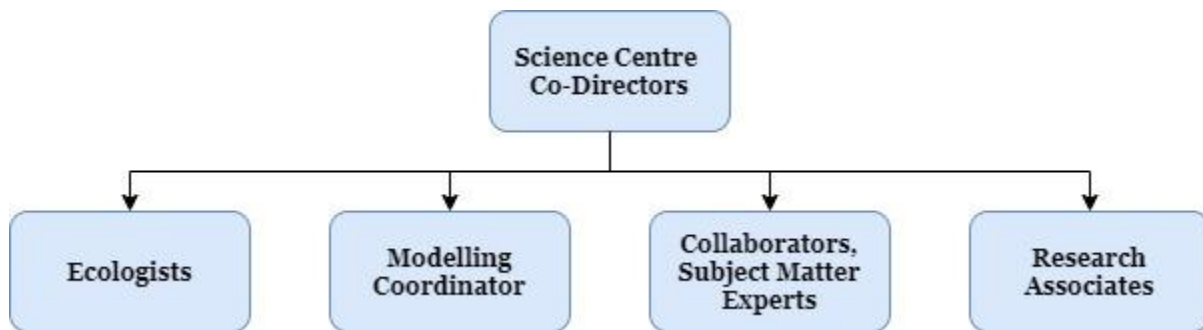 Science Centre
Co-Directors
Ecologists
Modelling
Coordinator
Collaborators,
Subject Matter
Experts
Research
Associates